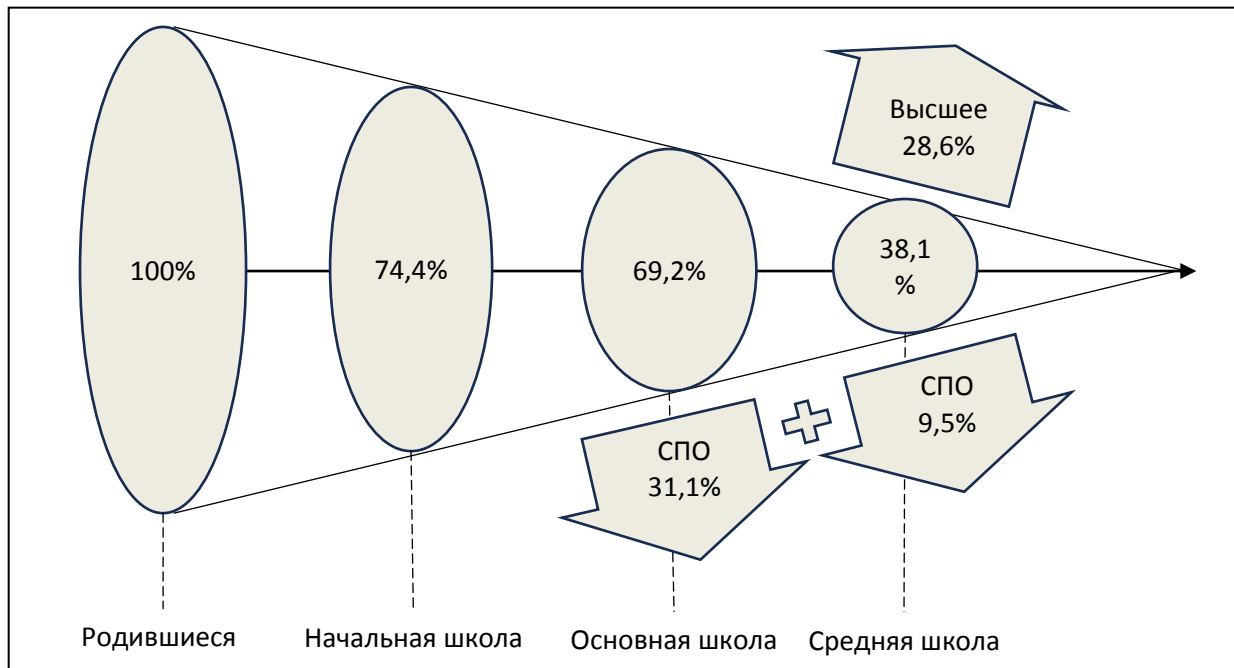 Высшее
28,6%
100%
74,4%
69,2%
38,1
%
СПО
9,5%
СПО
31,1%
Родившиеся
Начальная школа
Основная школа
Средняя школа